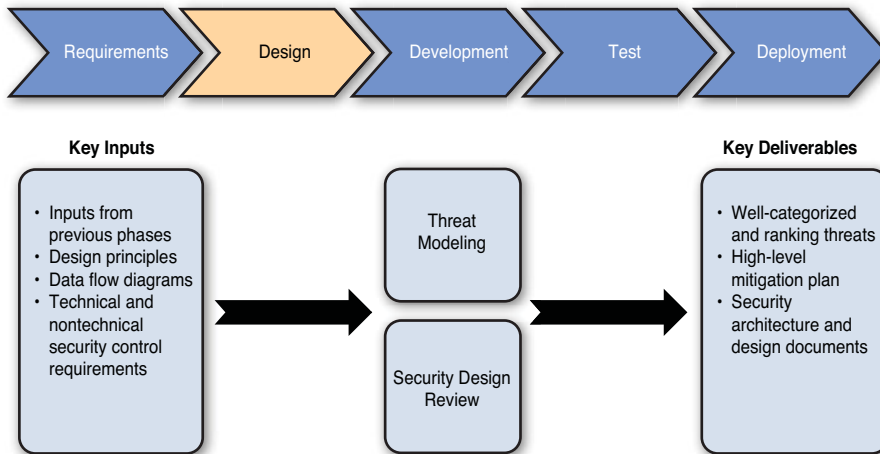 Requirements
Design
Development
Test
Deployment
Key Inputs
• Inputs from
previous phases
• Design principles
• Data flow diagrams
• Technical and
nontechnical
security control
requirements
Threat
Modeling
Security Design
Review
Key Deliverables
• Well-categorized
and ranking threats
• High-level
mitigation plan
• Security
architecture and
design documents